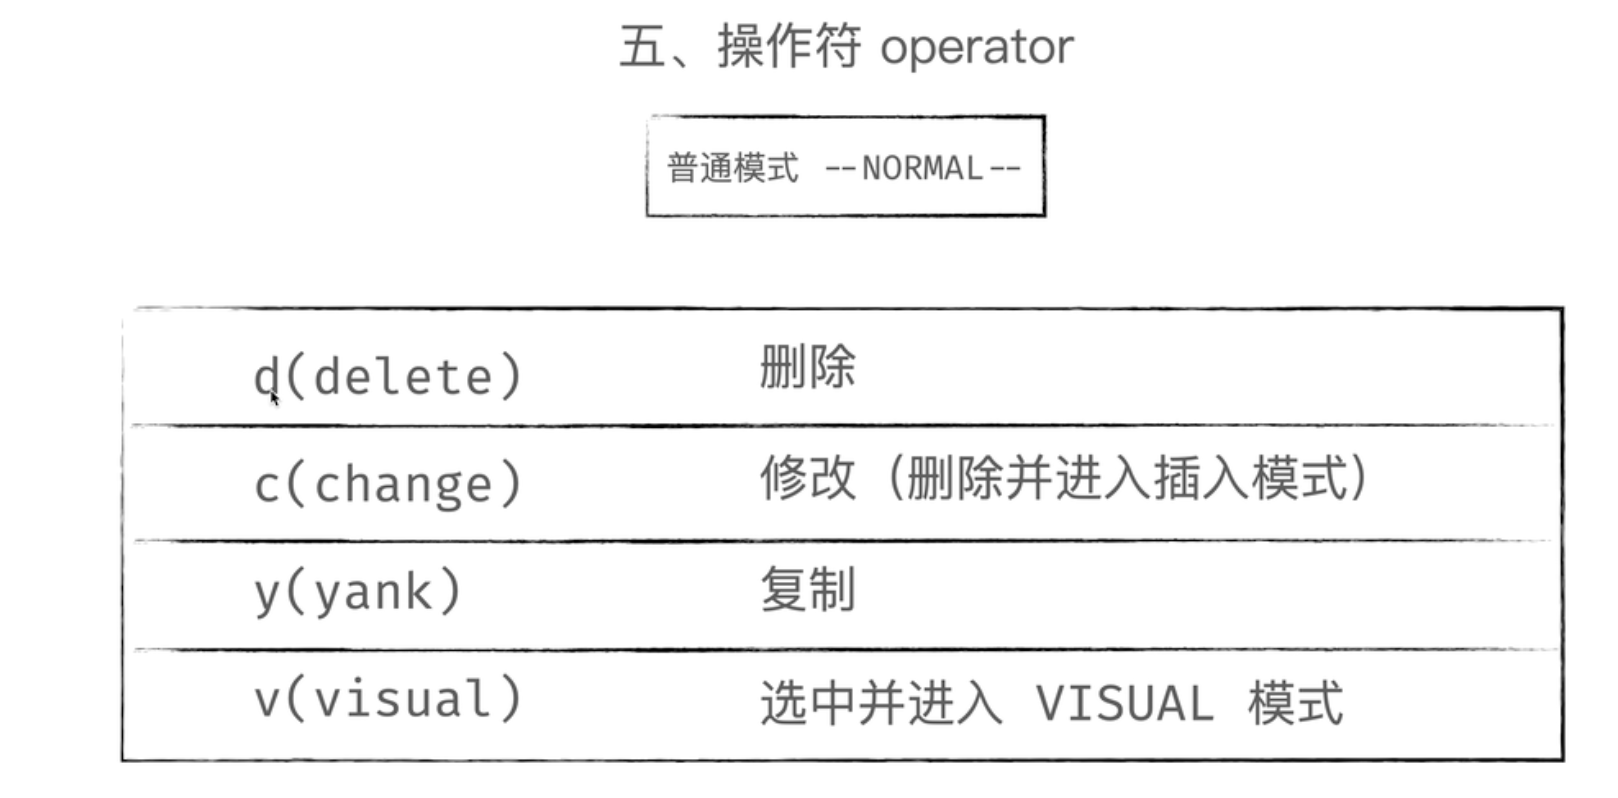 五、操作符 operator
普通模式 --NORMAL--
d(delete) 删除
c(change) 修改（删除并进入插入模式）
y(yank) 复制
v(visual) 选中并进入 VISUAL 模式